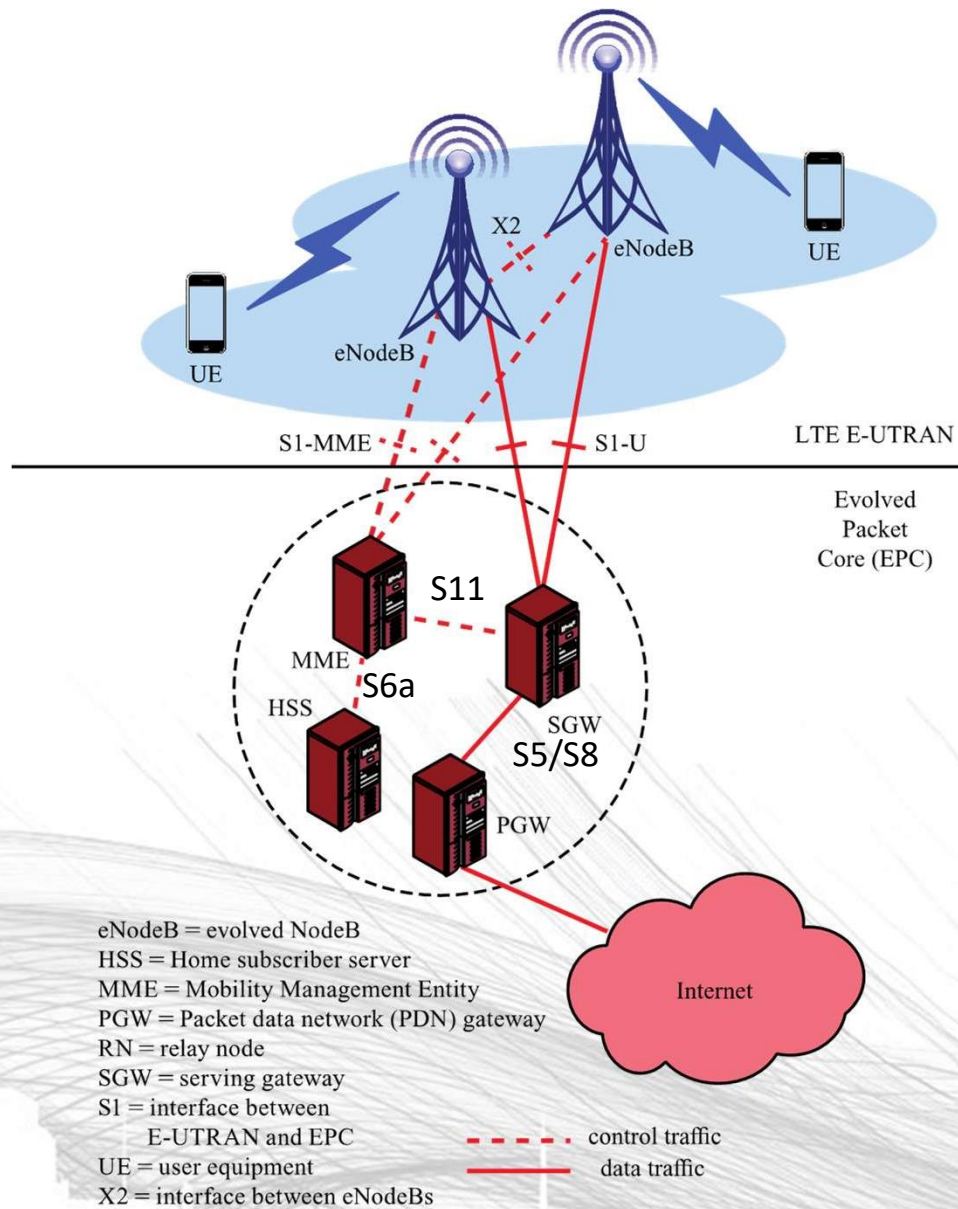 X2
eNodeB
UE
eNodeB
UE
S1-MME
S1-U
LTE E-UTRAN
Evolved
Packet
Core (EPC)
S11
MME
S6a
HSS
SGW
S5/S8
PGW
Internet
eNodeB = evolved NodeB
HSS = Home subscriber server
MME = Mobility Management Entity
PGW = Packet data network (PDN) gateway
RN = relay node
SGW = serving gateway
S1 = interface between
E-UTRAN and EPC
UE = user equipment
X2 = interface between eNodeBs
control traffic
data traffic